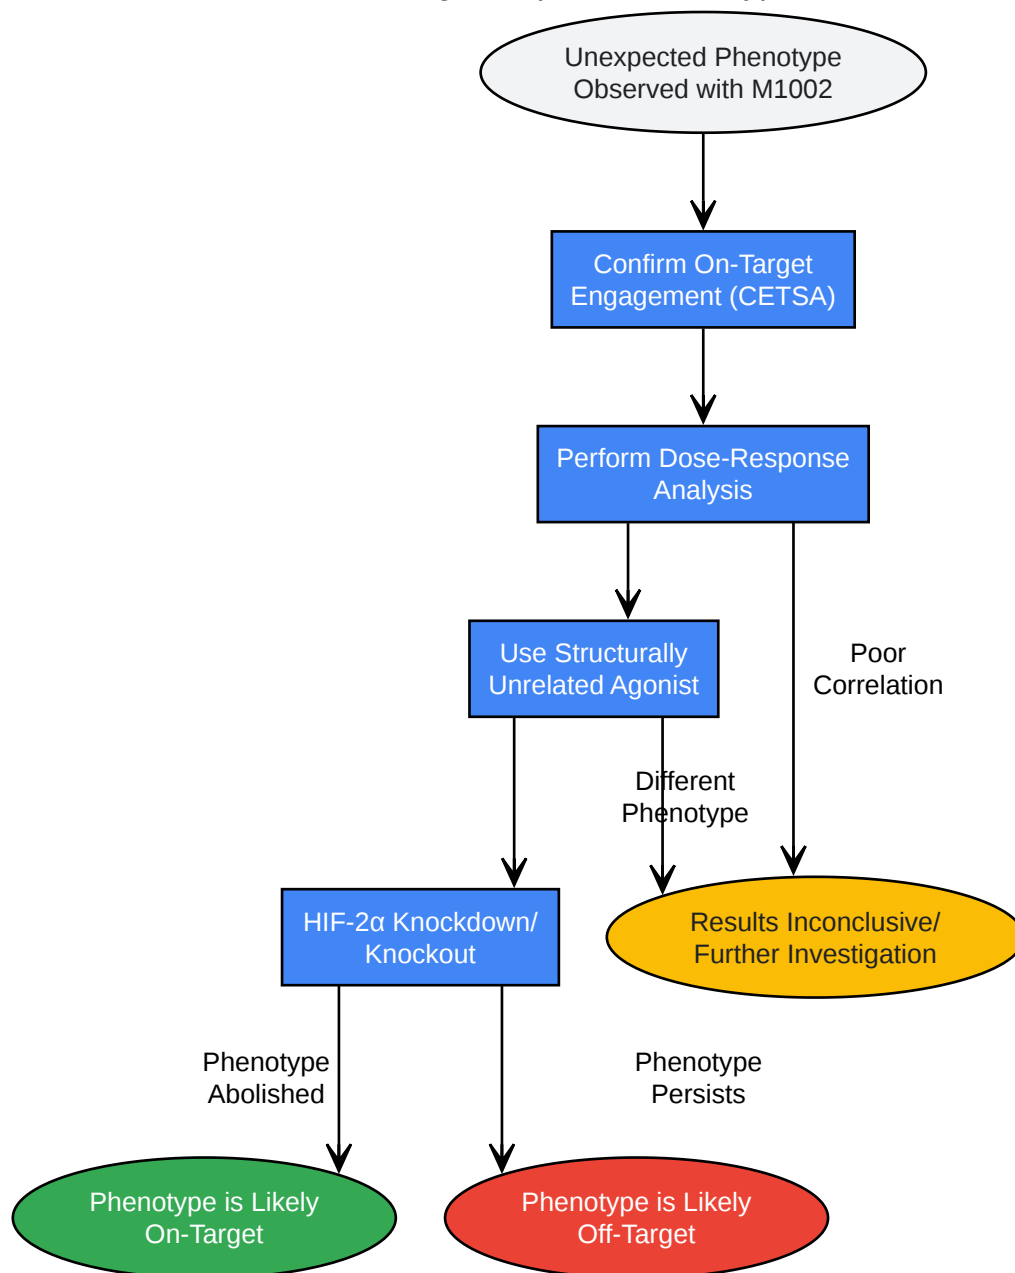 Unexpected Phenotype
Observed with M1002
Confirm On-Target
Engagement (CETSA)
Perform Dose-Response
Analysis
Use Structurally
Unrelated Agonist
Poor
Correlation
Different
Phenotype
HIF-2α Knockdown/
Knockout
Results Inconclusive/
Further Investigation
Phenotype
Abolished
Phenotype
Persists
Phenotype is Likely
On-Target
Phenotype is Likely
Off-Target